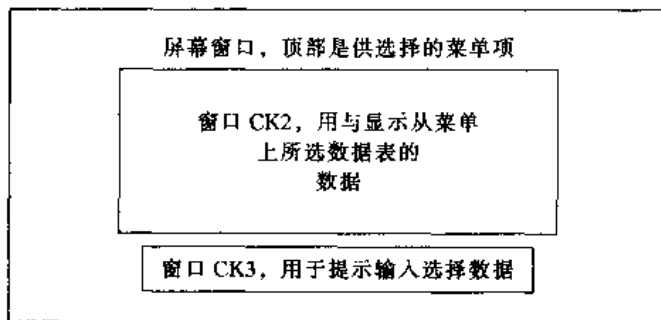 屏幕窗口，顶部是供选择的菜单项
窗口 CK2，用与显示从菜单
上所选数据表的
数据
窗口 CK3，用于提示输入选择数据